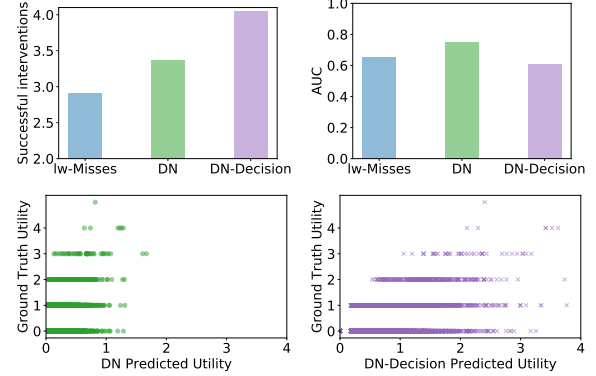 Successful interventions
4.0
3.5
3.0
2.5
2.0
lw-Misses DN DN-Decision
AUC
1.0
0.8
0.6
0.4
0.2
0.0
lw-Misses DN DN-Decision
Ground Truth Utility
4
3
2
1
0
0 1 2 3 4
DN Predicted Utility
Ground Truth Utility
4
3
2
1
0
0 1 2 3 4
DN-Decision Predicted Utility